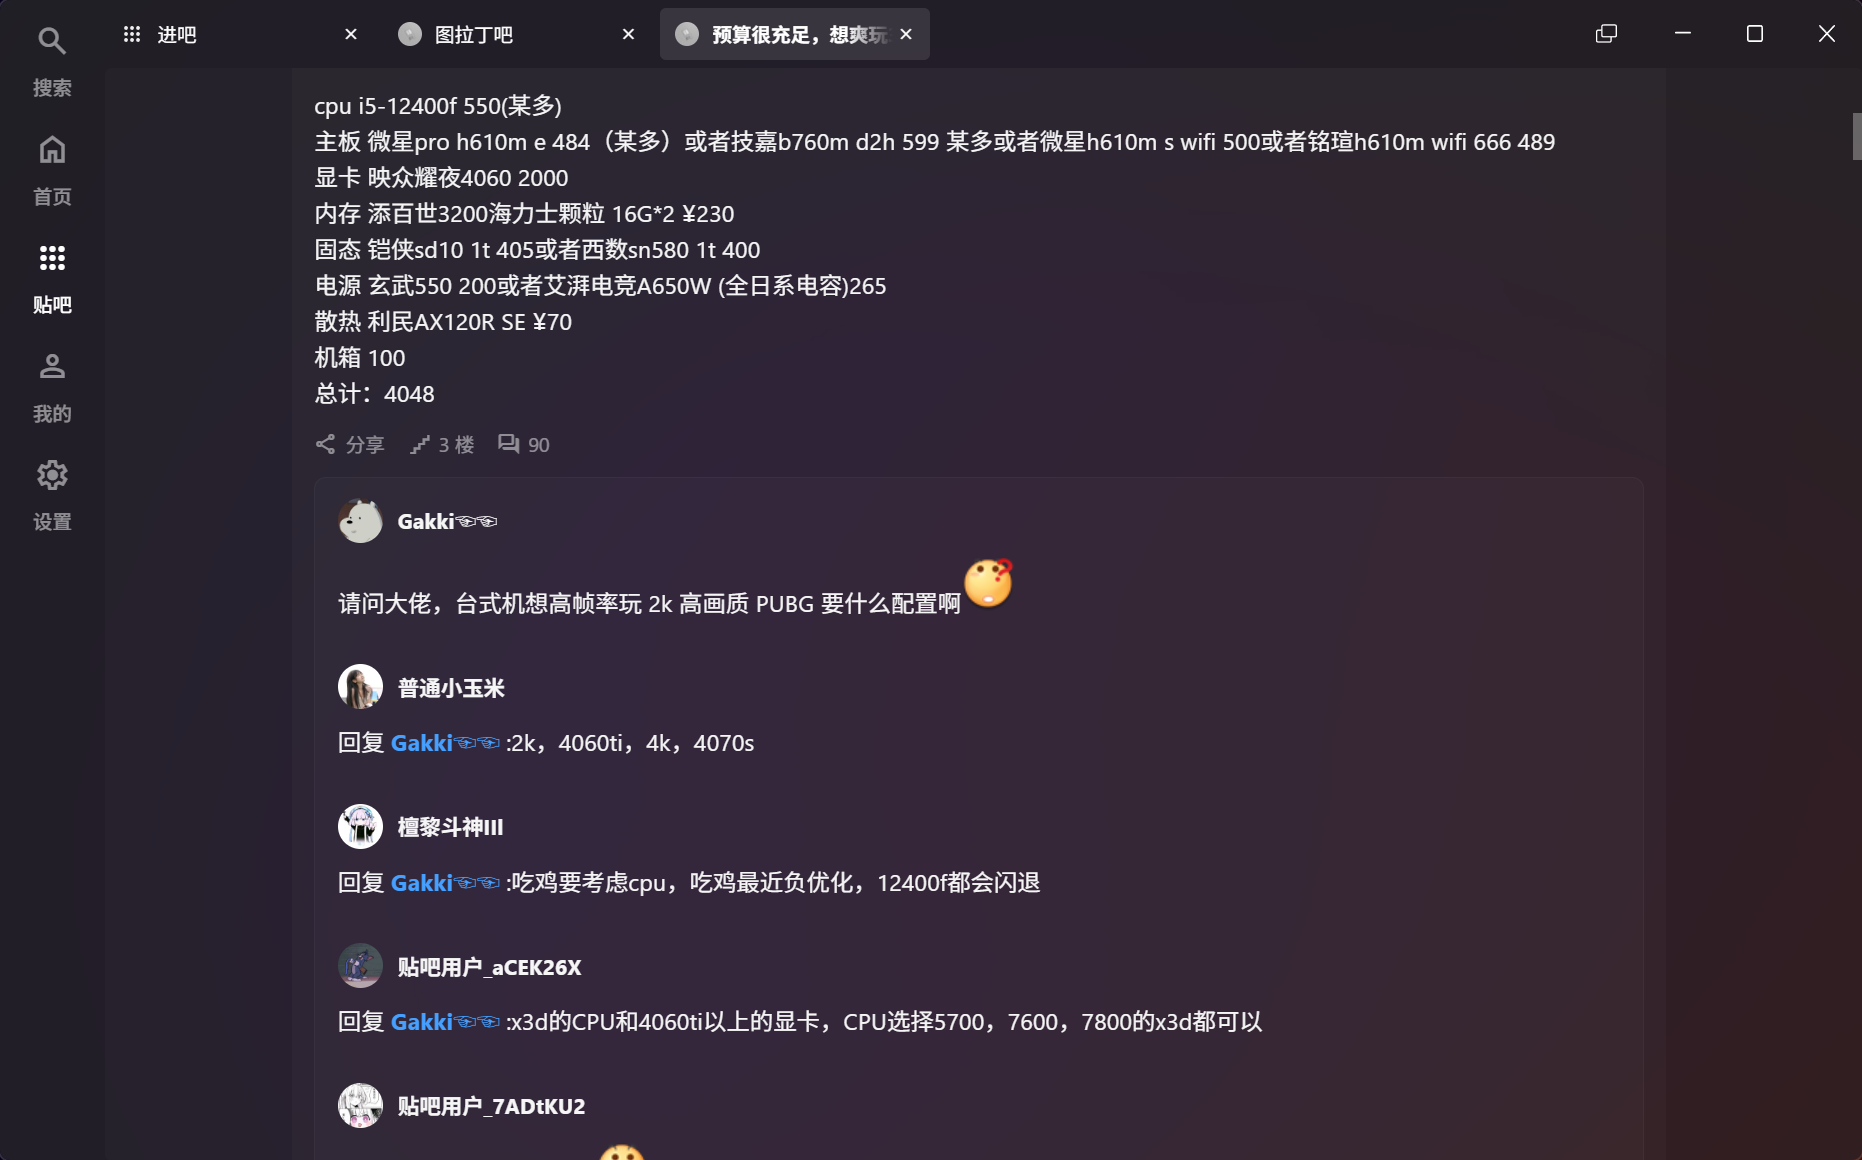 搜索
首页
贴吧
我的
设置
进吧
图拉丁吧
预算很充足，想爽玩
cpu i5-12400f 550(某多)
主板 微星pro h610m e 484（某多）或者技嘉b760m d2h 599 某多或者微星h610m s wifi 500或者铭瑄h610m wifi 666 489
显卡 映众耀夜4060 2000
内存 添百世3200海力士颗粒 16G*2 ¥230
固态 铠侠sd10 1t 405或者西数sn580 1t 400
电源 玄武550 200或者艾湃电竞A650W (全日系电容)265
散热 利民AX120R SE ¥70
机箱 100
总计：4048
分享 3 楼 90
Gakki☜☜
请问大佬，台式机想高帧率玩 2k 高画质 PUBG 要什么配置啊
普通小玉米
回复 Gakki☜☜ :2k，4060ti，4k，4070s
檀黎斗神III
回复 Gakki☜☜ :吃鸡要考虑cpu，吃鸡最近负优化，12400f都会闪退
贴吧用户_aCEK26X
回复 Gakki☜☜ :x3d的CPU和4060ti以上的显卡，CPU选择5700，7600，7800的x3d都可以
贴吧用户_7ADtKU2